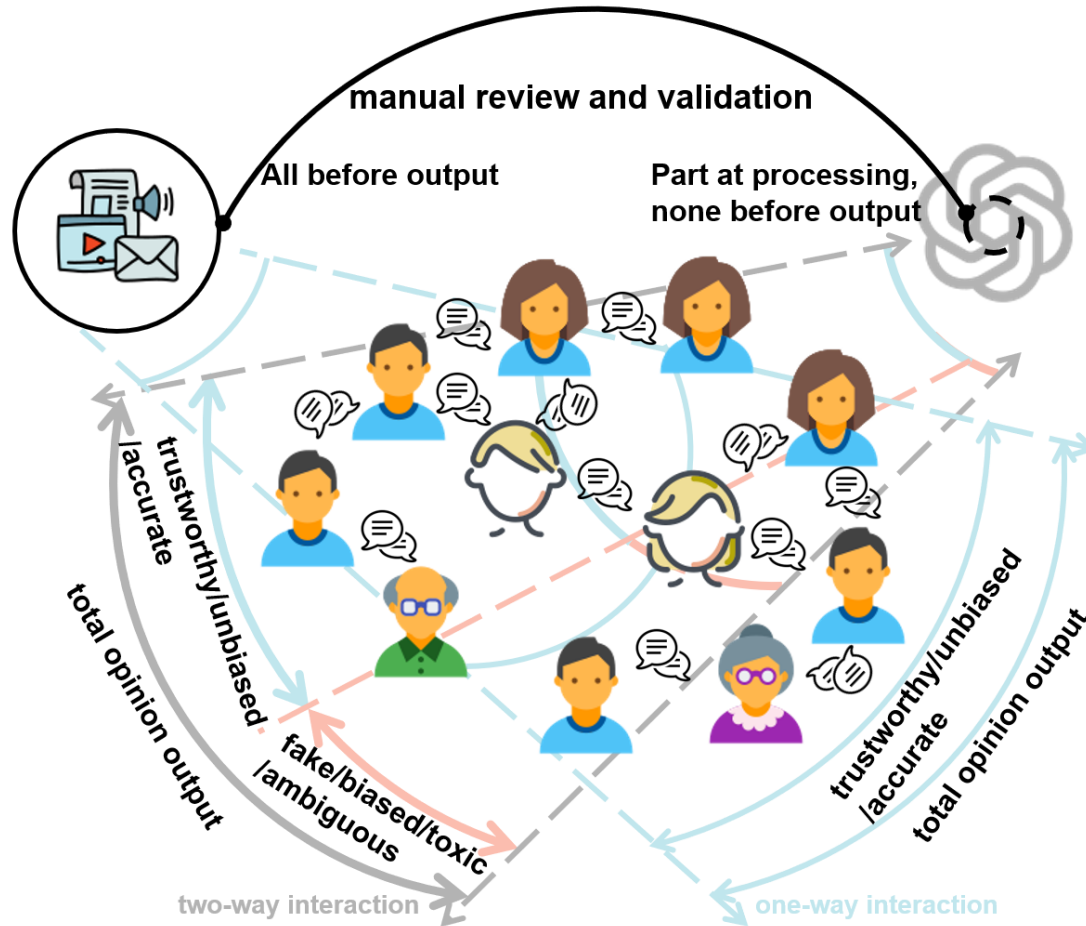 manual review and validation
All before output
Part at processing,
none before output
trustworthy/unbiased
/accurate
total opinion output
fake/biased/toxic
/ambiguous
trustworthy/unbiased
/accurate
total opinion output
two-way interaction
one-way interaction